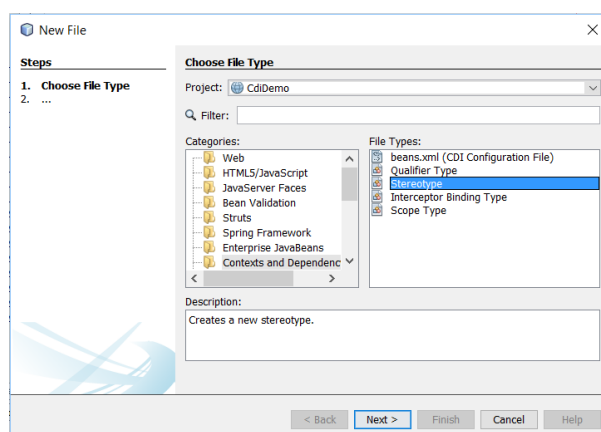 New File
Steps
1. Choose File Type
2. ...
Choose File Type
Project: CdiDemo
Filter:
Categories:
Web
HTML5/JavaScript
JavaServer Faces
Bean Validation
Struts
Spring Framework
Enterprise JavaBeans
Contexts and Dependenc
File Types:
beans.xml (CDI Configuration File)
Qualifier Type
Stereotype
Interceptor Binding Type
Scope Type
Description:
Creates a new stereotype.
< Back Next > Finish Cancel Help